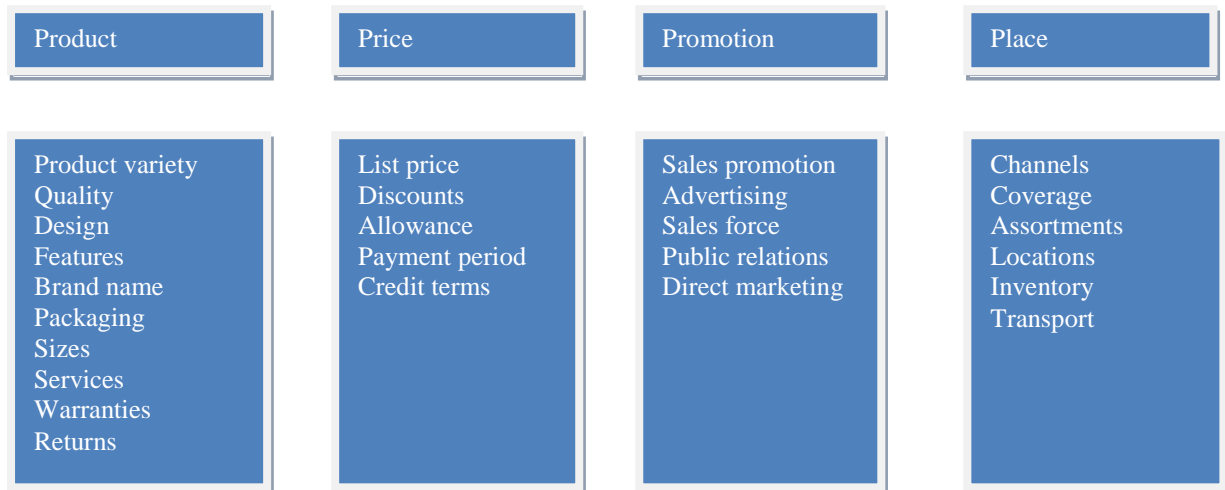 Product
Price
Promotion
Place
Product variety
Quality
Design
Features
Brand name
Packaging
Sizes
Services
Warranties
Returns
List price
Discounts
Allowance
Payment period
Credit terms
Sales promotion
Advertising
Sales force
Public relations
Direct marketing
Channels
Coverage
Assortments
Locations
Inventory
Transport